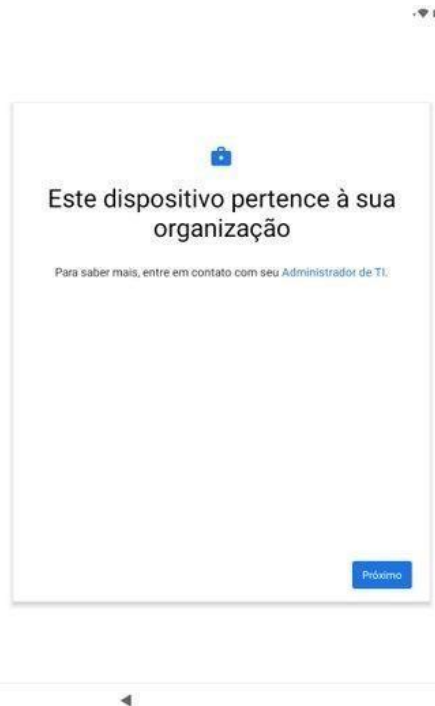 Este dispositivo pertence à sua
organização
Para saber mais, entre em contato com seu Administrador de TI.
Próximo